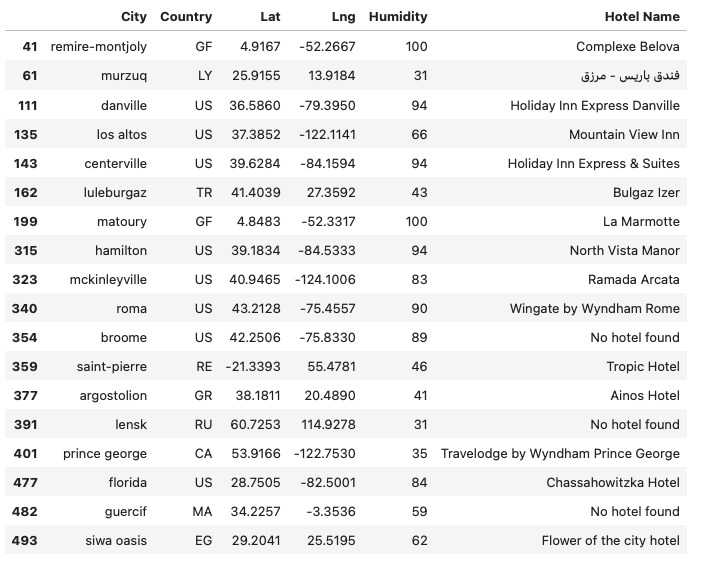 City Country Lat Lng Humidity Hotel Name
41 remire-montjoly GF 4.9167 -52.2667 100 Complexe Belova
61 murzuq LY 25.9155 13.9184 31 فندق باريس - مرزق
111 danville US 36.5860 -79.3950 94 Holiday Inn Express Danville
135 los altos US 37.3852 -122.1141 66 Mountain View Inn
143 centerville US 39.6284 -84.1594 94 Holiday Inn Express & Suites
162 luleburgaz TR 41.4039 27.3592 43 Bulgaz Izer
199 matoury GF 4.8483 -52.3317 100 La Marmotte
315 hamilton US 39.1834 -84.5333 94 North Vista Manor
323 mckinleyville US 40.9465 -124.1006 83 Ramada Arcata
340 roma US 43.2128 -75.4557 90 Wingate by Wyndham Rome
354 broome US 42.2506 -75.8330 89 No hotel found
359 saint-pierre RE -21.3393 55.4781 46 Tropic Hotel
377 argostolion GR 38.1811 20.4890 41 Ainos Hotel
391 lensk RU 60.7253 114.9278 31 No hotel found
401 prince george CA 53.9166 -122.7530 35 Travelodge by Wyndham Prince George
477 florida US 28.7505 -82.5001 84 Chassahowitzka Hotel
482 guercif MA 34.2257 -3.3536 59 No hotel found
493 siwa oasis EG 29.2041 25.5195 62 Flower of the city hotel